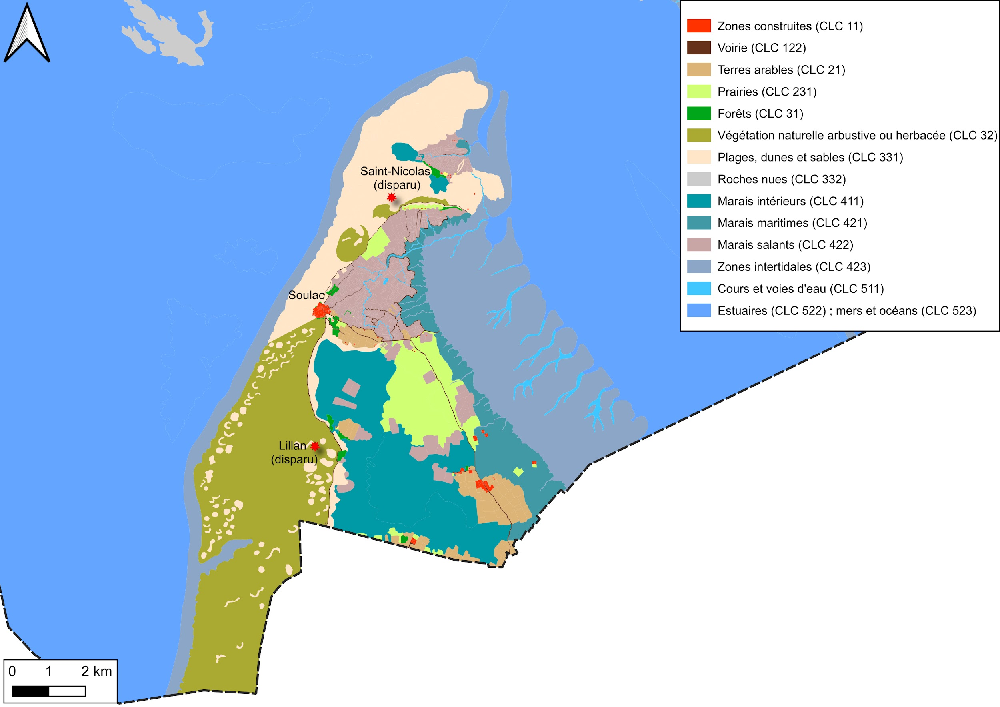 Zones construites (CLC 11)
Voirie (CLC 122)
Terres arables (CLC 21)
Prairies (CLC 231)
Forêts (CLC 31)
Végétation naturelle arbustive ou herbacée (CLC 32)
Plages, dunes et sables (CLC 331)
Roches nues (CLC 332)
Marais intérieurs (CLC 411)
Marais maritimes (CLC 421)
Marais salants (CLC 422)
Zones intertidales (CLC 423)
Cours et voies d'eau (CLC 511)
Estuaires (CLC 522) ; mers et océans (CLC 523)
Saint-Nicolas
(disparu)
Soulac
Lillan
(disparu)
0 1 2 km